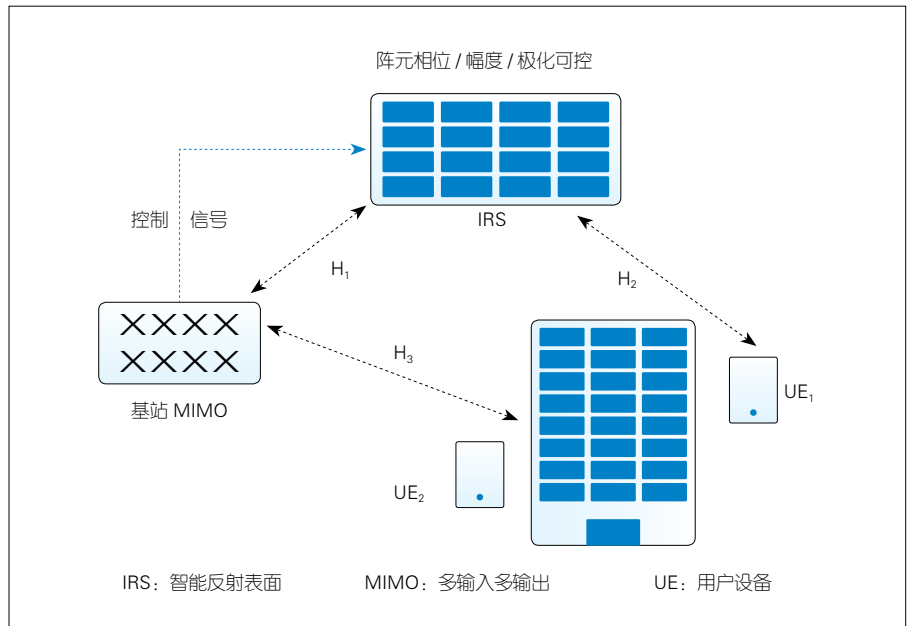 阵元相位 / 幅度 / 极化可控
IRS
控制 信号
H₁
H₂
H₃
基站 MIMO
UE₁
UE₂
IRS：智能反射表面 MIMO：多输入多输出 UE：用户设备